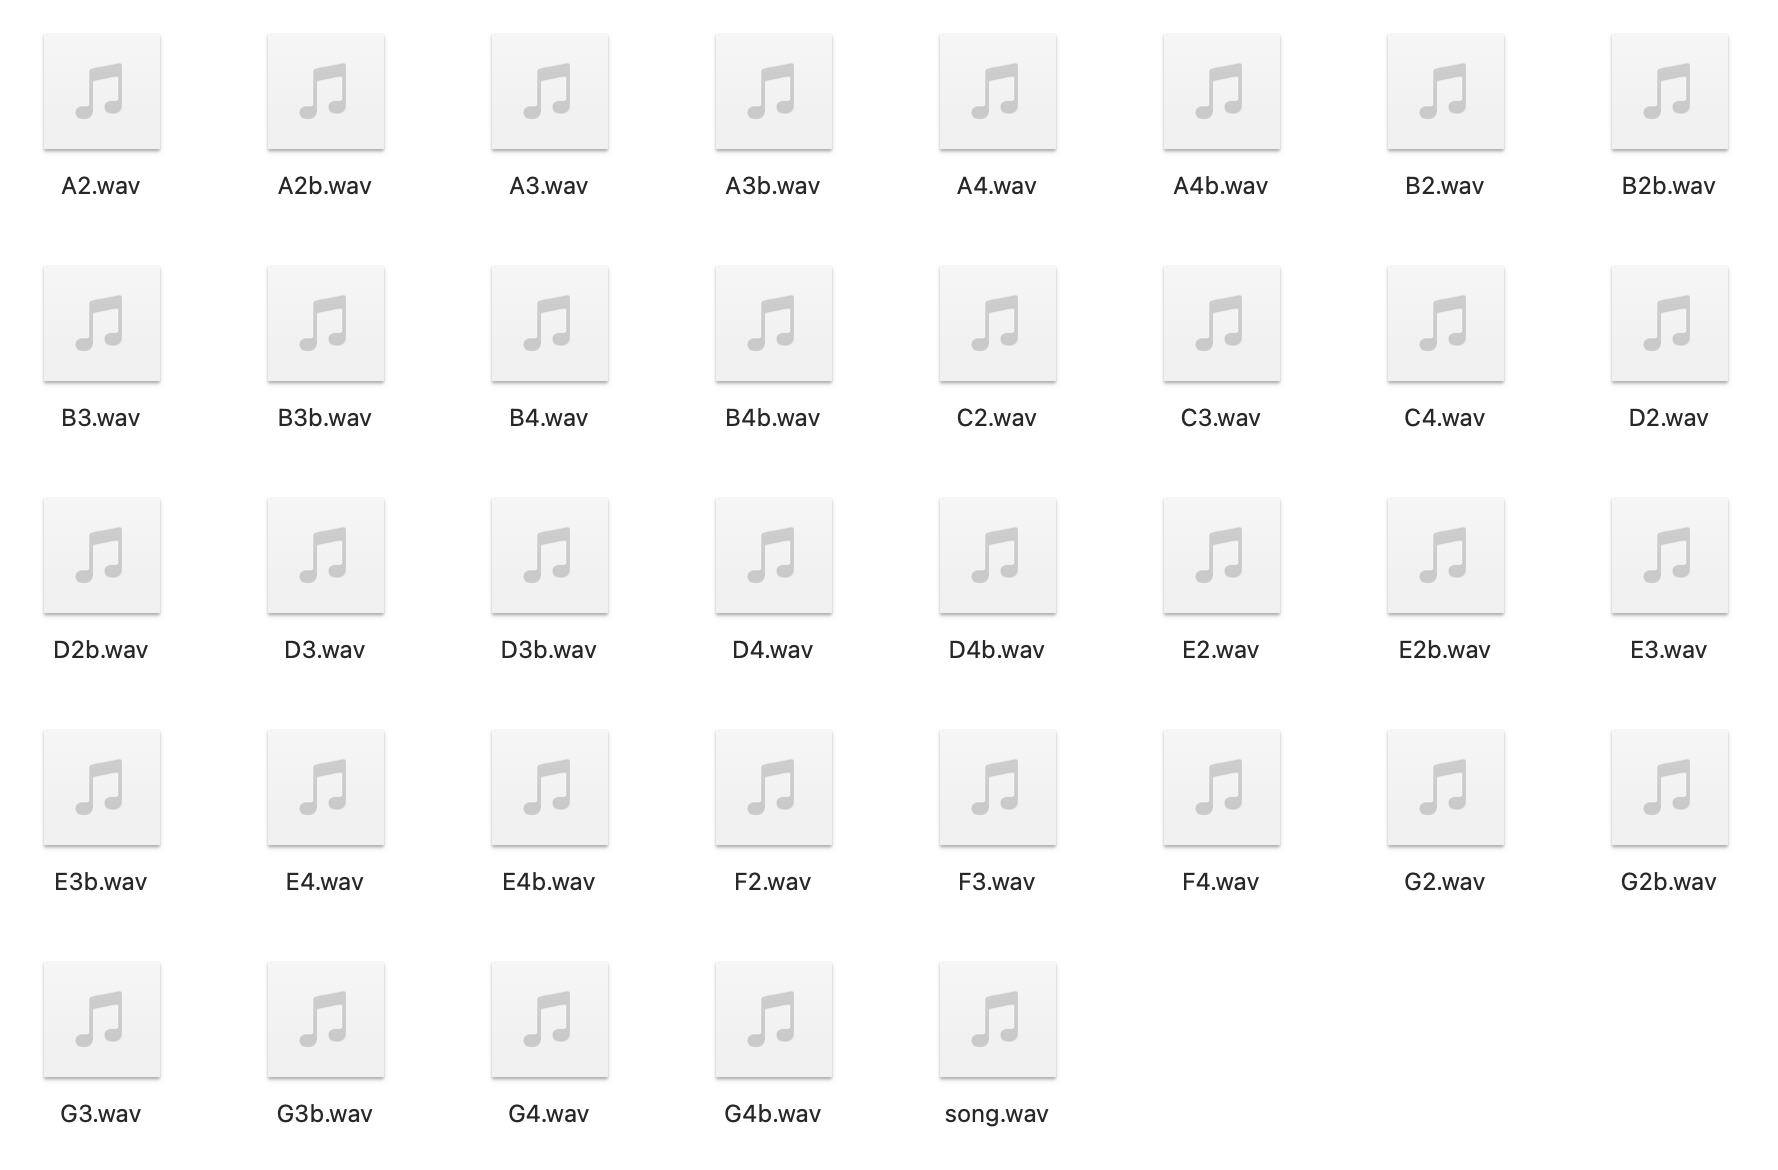 A2.wav A2b.wav A3.wav A3b.wav A4.wav A4b.wav B2.wav B2b.wav
B3.wav B3b.wav B4.wav B4b.wav C2.wav C3.wav C4.wav D2.wav
D2b.wav D3.wav D3b.wav D4.wav D4b.wav E2.wav E2b.wav E3.wav
E3b.wav E4.wav E4b.wav F2.wav F3.wav F4.wav G2.wav G2b.wav
G3.wav G3b.wav G4.wav G4b.wav song.wav